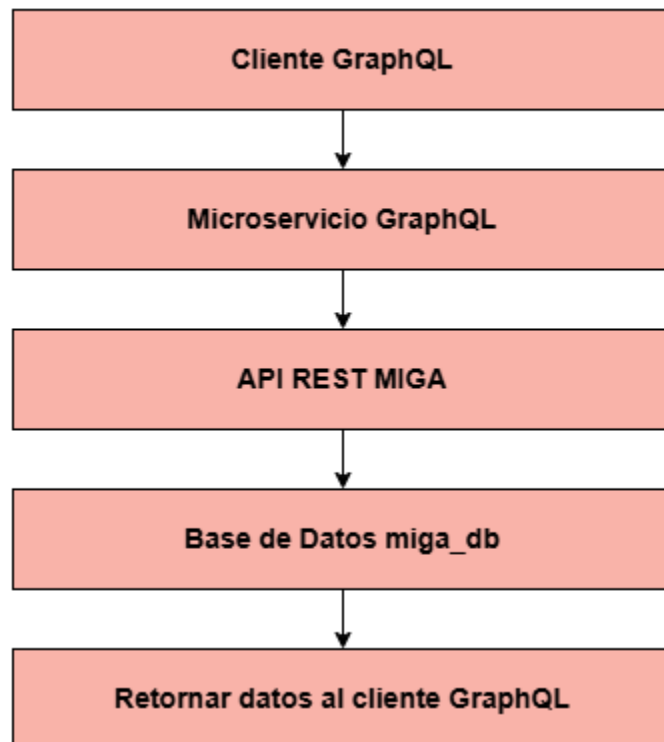 Cliente GraphQL
Microservicio GraphQL
API REST MIGA
Base de Datos miga_db
Retornar datos al cliente GraphQL